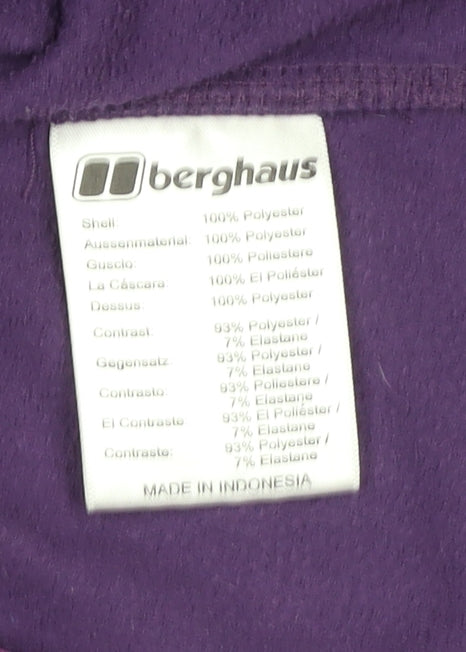 berghaus
Shell 100% Polyester
Aussenmaterial: 100% Polyester
Guscio: 100% Poliestere
La Cáscara: 100% El Poliéster
Dessus: 100% Polyester
Contrast: 93% Polyester /
7% Elastane
Gegensatz 93% Polyester /
7% Elastane
Contrasto: 93% Poliestere /
7% Elastane
El Contraste 93% El Poliéster /
7% Elastane
Contraste: 93% Polyester /
7% Elastane
MADE IN INDONESIA